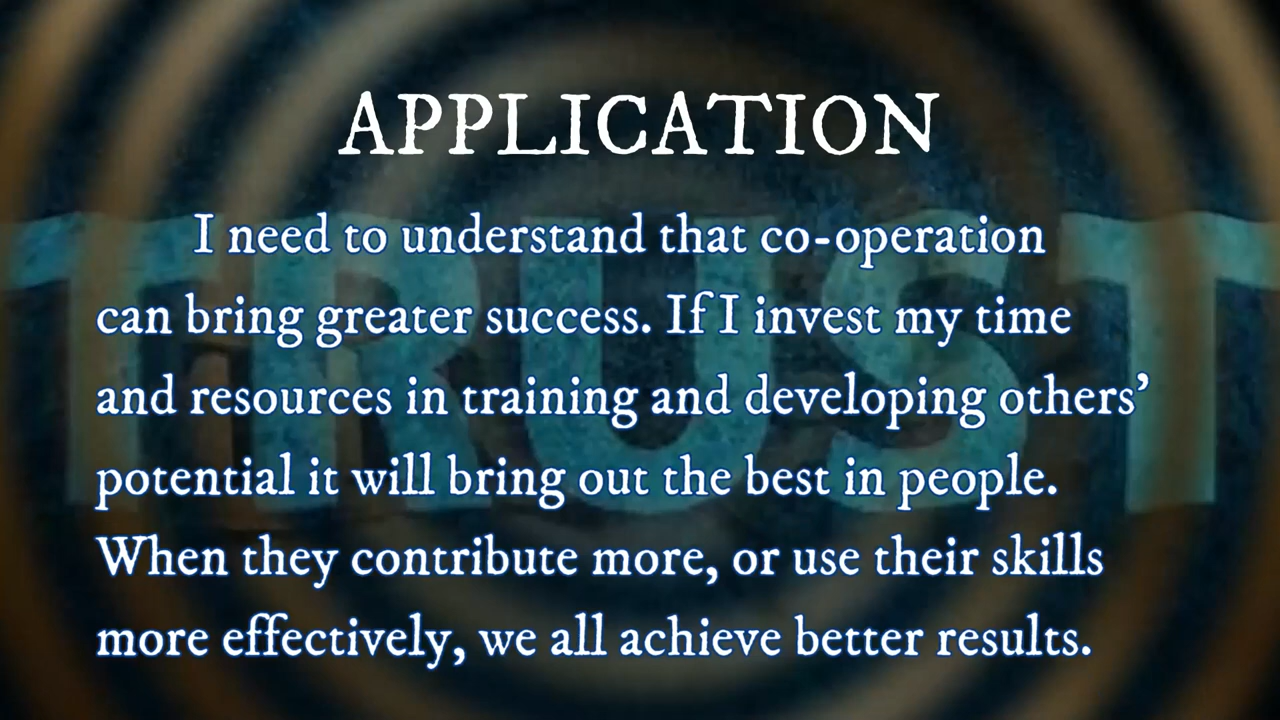 APPLICATION
TRUST
I need to understand that co-operation
can bring greater success. If I invest my time
and resources in training and developing others’
potential it will bring out the best in people.
When they contribute more, or use their skills
more effectively, we all achieve better results.